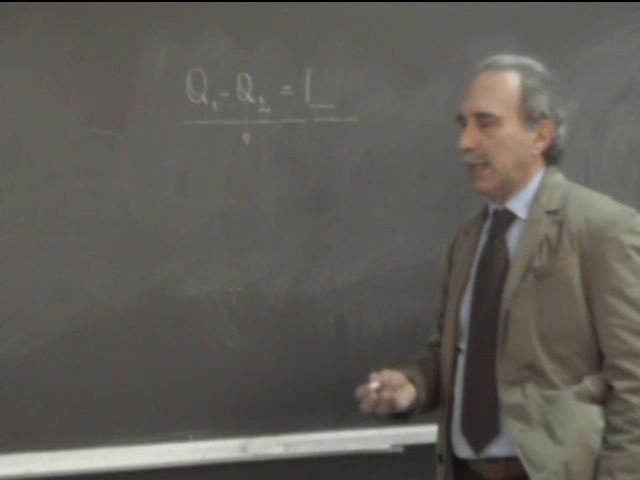 Q₁ - Q₂ = L